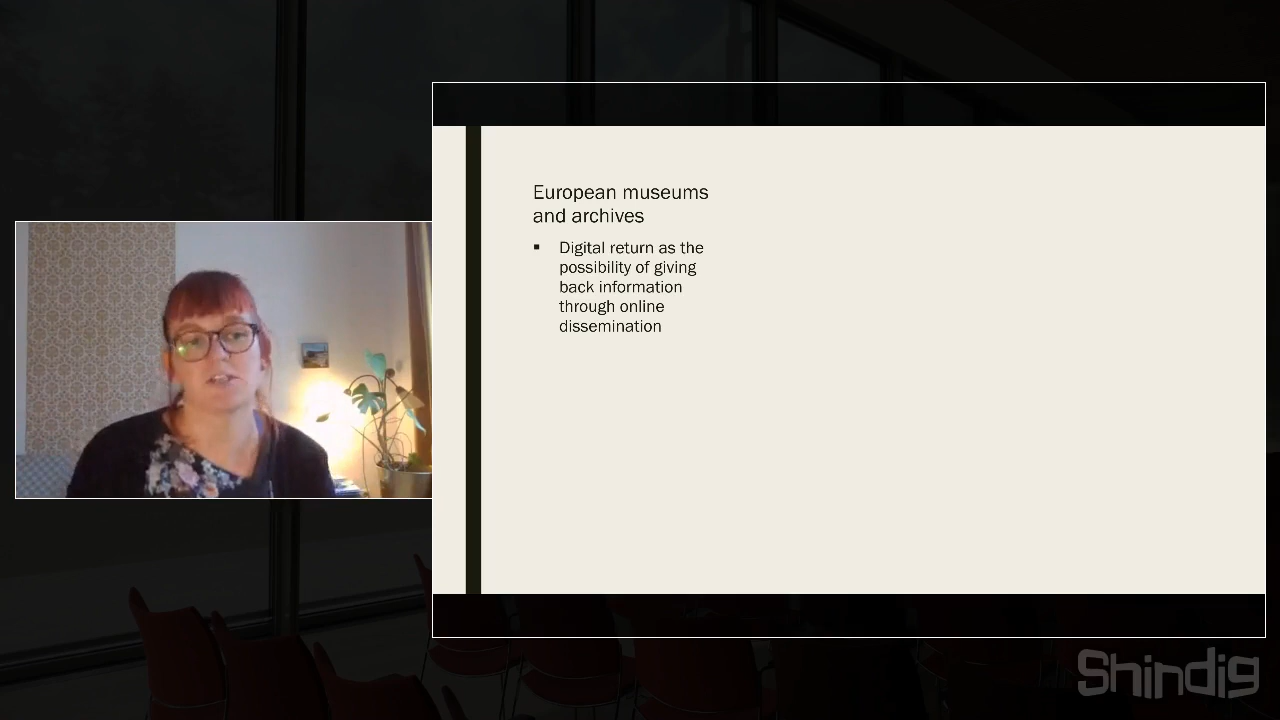 European museums
and archives
▪ Digital return as the
possibility of giving
back information
through online
dissemination
Shindig